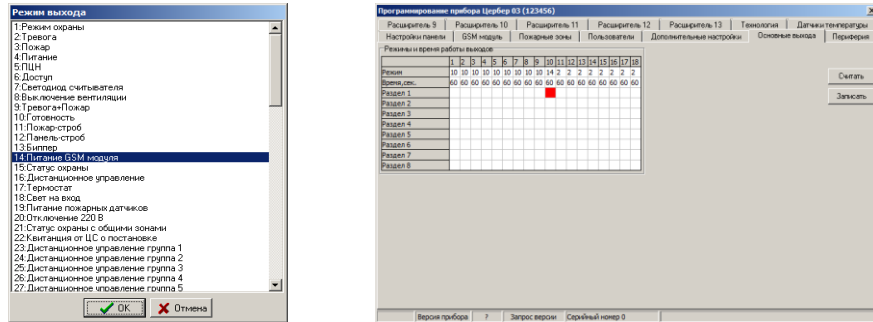 Режим выхода
1:Режим охраны
2:Тревога
3:Пожар
4:Питание
5:ПЦН
6:Доступ
7:Светодиод считывателя
8:Выключение вентиляции
9:Тревога+Пожар
10:Готовность
11:Пожар-строб
12:Панель-строб
13:Биппер
14:Питание GSM модуля
15:Статус охраны
16:Дистанционное управление
17:Термостат
18:Свет на вход
19:Питание пожарных датчиков
20:Отключение 220 В
21:Статус охраны с общими зонами
22:Квитанция от ЦС о постановке
23:Дистанционное управление группа 1
24:Дистанционное управление группа 2
25:Дистанционное управление группа 3
26:Дистанционное управление группа 4
27:Дистанционное управление группа 5
OK Отмена
Программирование прибора Цербер 03 (123456)
Расширитель 9 Расширитель 10 Расширитель 11 Расширитель 12 Расширитель 13 Технология Датчики температуры
Настройки панели GSM модуль Пожарные зоны Пользователи Дополнительные настройки Основные выхода Периферия
Режимы и время работы выходов
1 2 3 4 5 6 7 8 9 10 11 12 13 14 15 16 17 18
Режим 10 10 10 10 10 10 10 10 10 14 2 2 2 2 2 2 2 2
Время,сек. 60 60 60 60 60 60 60 60 60 60 60 60 60 60 60 60 60 60
Раздел 1
Раздел 2
Раздел 3
Раздел 4
Раздел 5
Раздел 6
Раздел 7
Раздел 8
Считать
Записать
Версия прибора ? Запрос версии Серийный номер 0